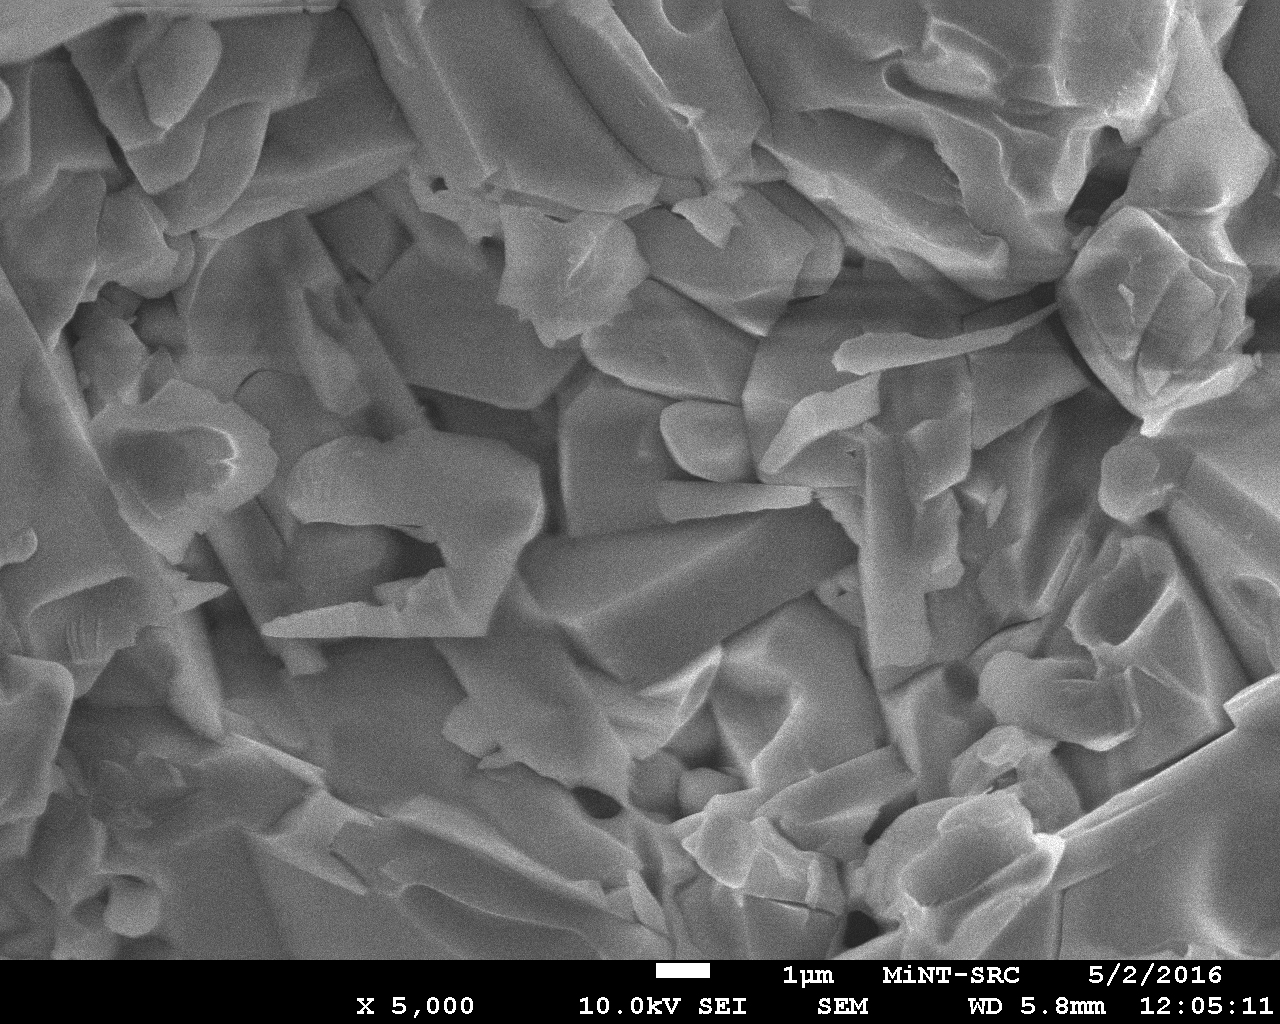 1µm MiNT-SRC 5/2/2016
X 5,000 10.0kV SEI SEM WD 5.8mm 12:05:11